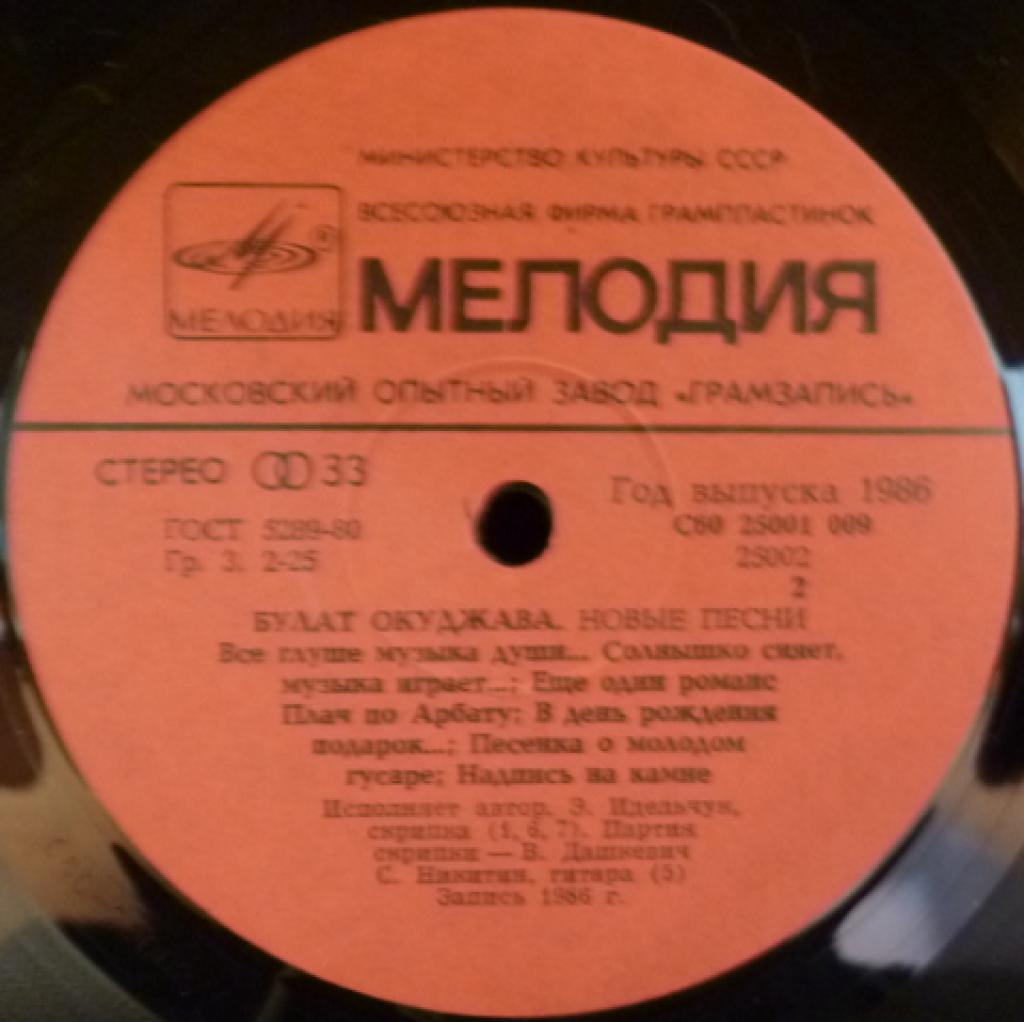 МИНИСТЕРСТВО КУЛЬТУРЫ СССР
ВСЕСОЮЗНАЯ ФИРМА ГРАМПЛАСТИНОК
МЕЛОДИЯ
МЕЛОДИЯ
МОСКОВСКИЙ ОПЫТНЫЙ ЗАВОД «ГРАМЗАПИСЬ»
СТЕРЕО 33
Год выпуска 1986
ГОСТ 5289-80
С60 25001 009
Гр. 3. 2-25
25002
2
БУЛАТ ОКУДЖАВА. НОВЫЕ ПЕСНИ
Все глуше музыка души... Солнышко сияет,
музыка играет...; Еще один романс
Плач по Арбату; В день рождения
подарок...; Песенка о молодом
гусаре; Надпись на камне
Исполняет автор. Э. Идельчук,
скрипка (1, 6, 7). Партия
скрипки — В. Дашкевич
С. Никитин, гитара (5)
Запись 1986 г.